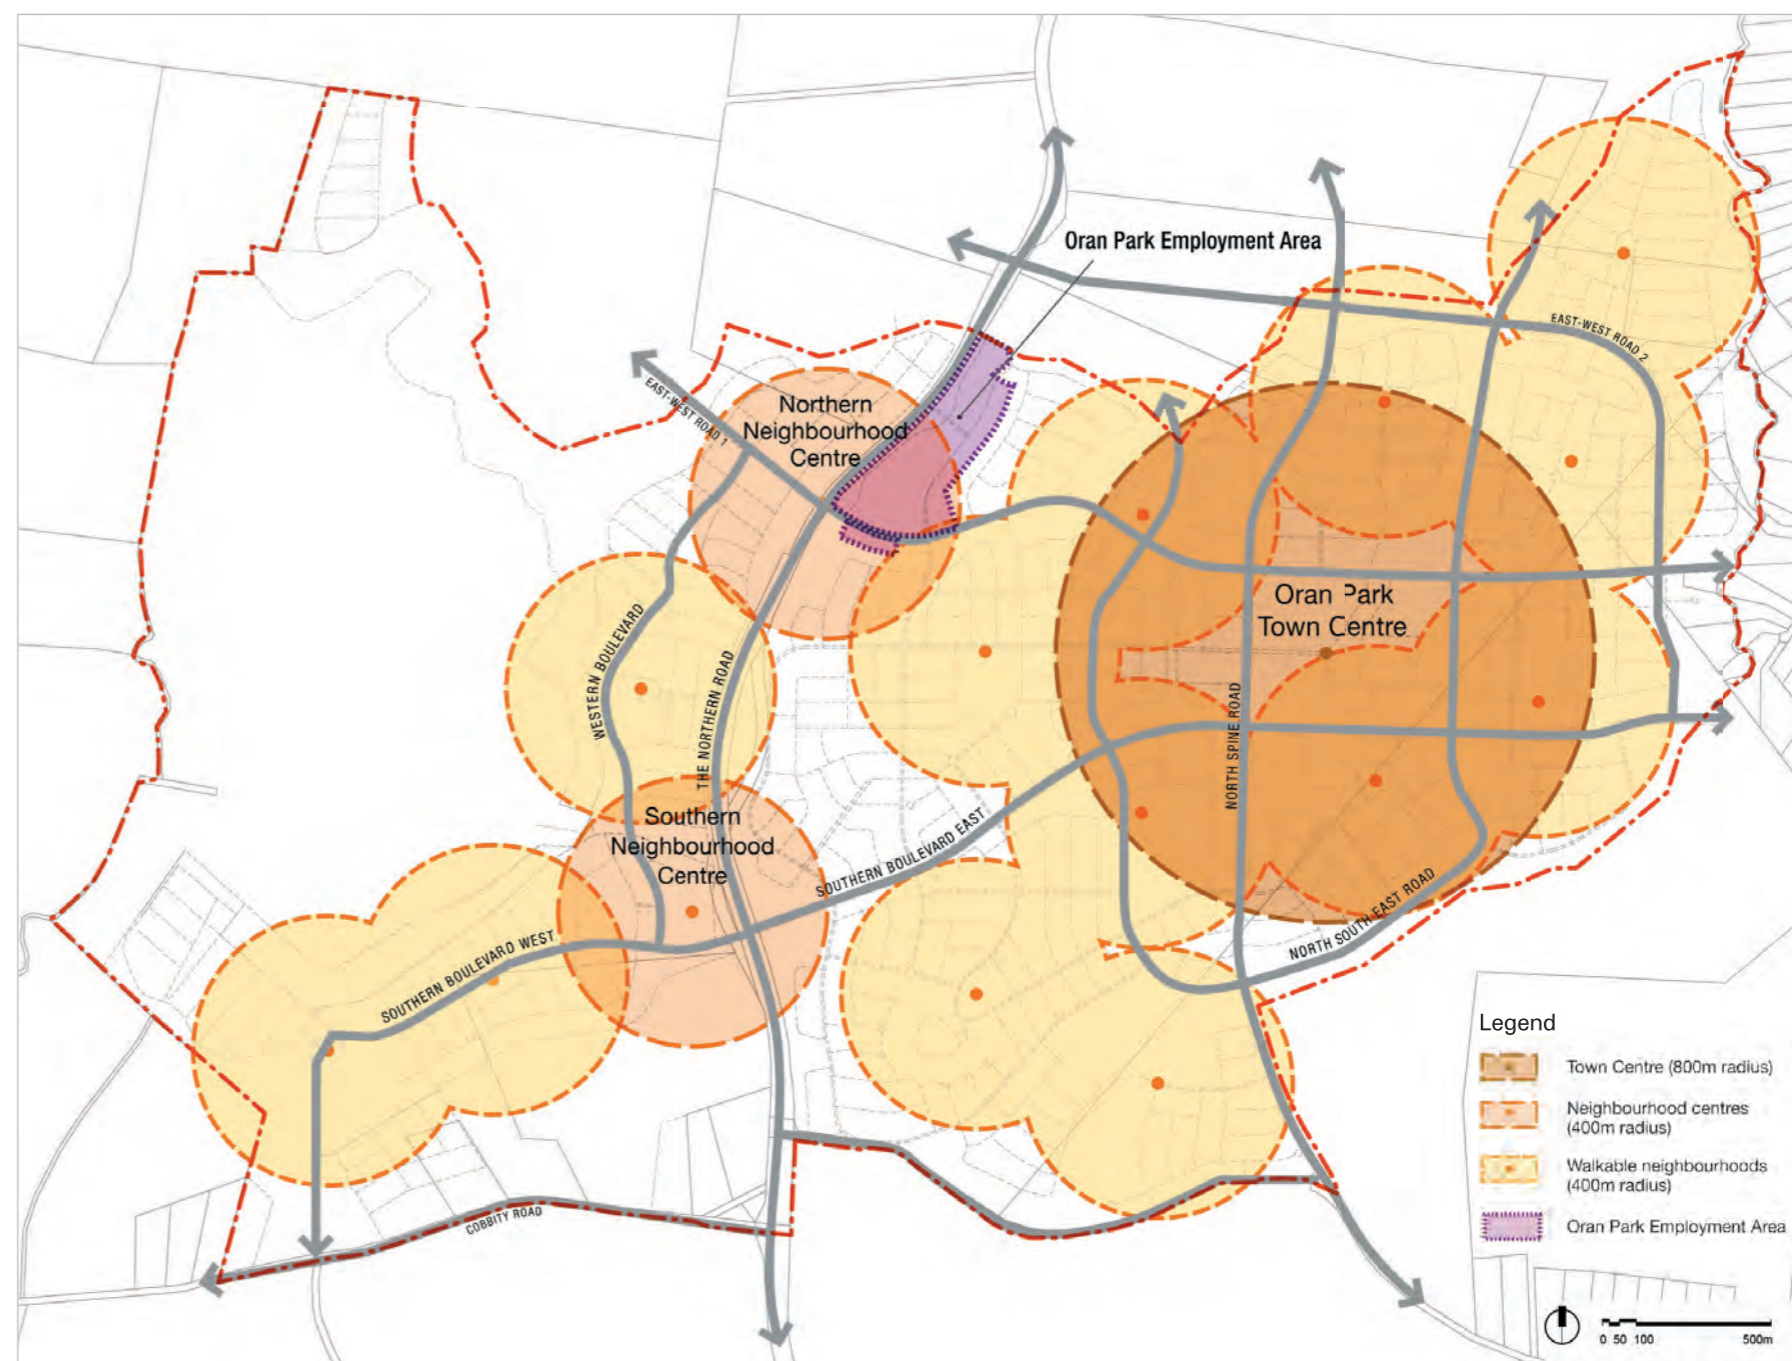 Oran Park Employment Area
EAST-WEST ROAD 2
EAST-WEST ROAD 1
Northern
Neighbourhood
Centre
Oran Park
Town Centre
WESTERN BOULEVARD
THE NORTHERN ROAD
NORTH SPINE ROAD
Southern
Neighbourhood
Centre
SOUTHERN BOULEVARD EAST
NORTH SOUTH EAST ROAD
SOUTHERN BOULEVARD WEST
COBBITY ROAD
Legend
Town Centre (800m radius)
Neighbourhood centres
(400m radius)
Walkable neighbourhoods
(400m radius)
Oran Park Employment Area
0 50 100 500m